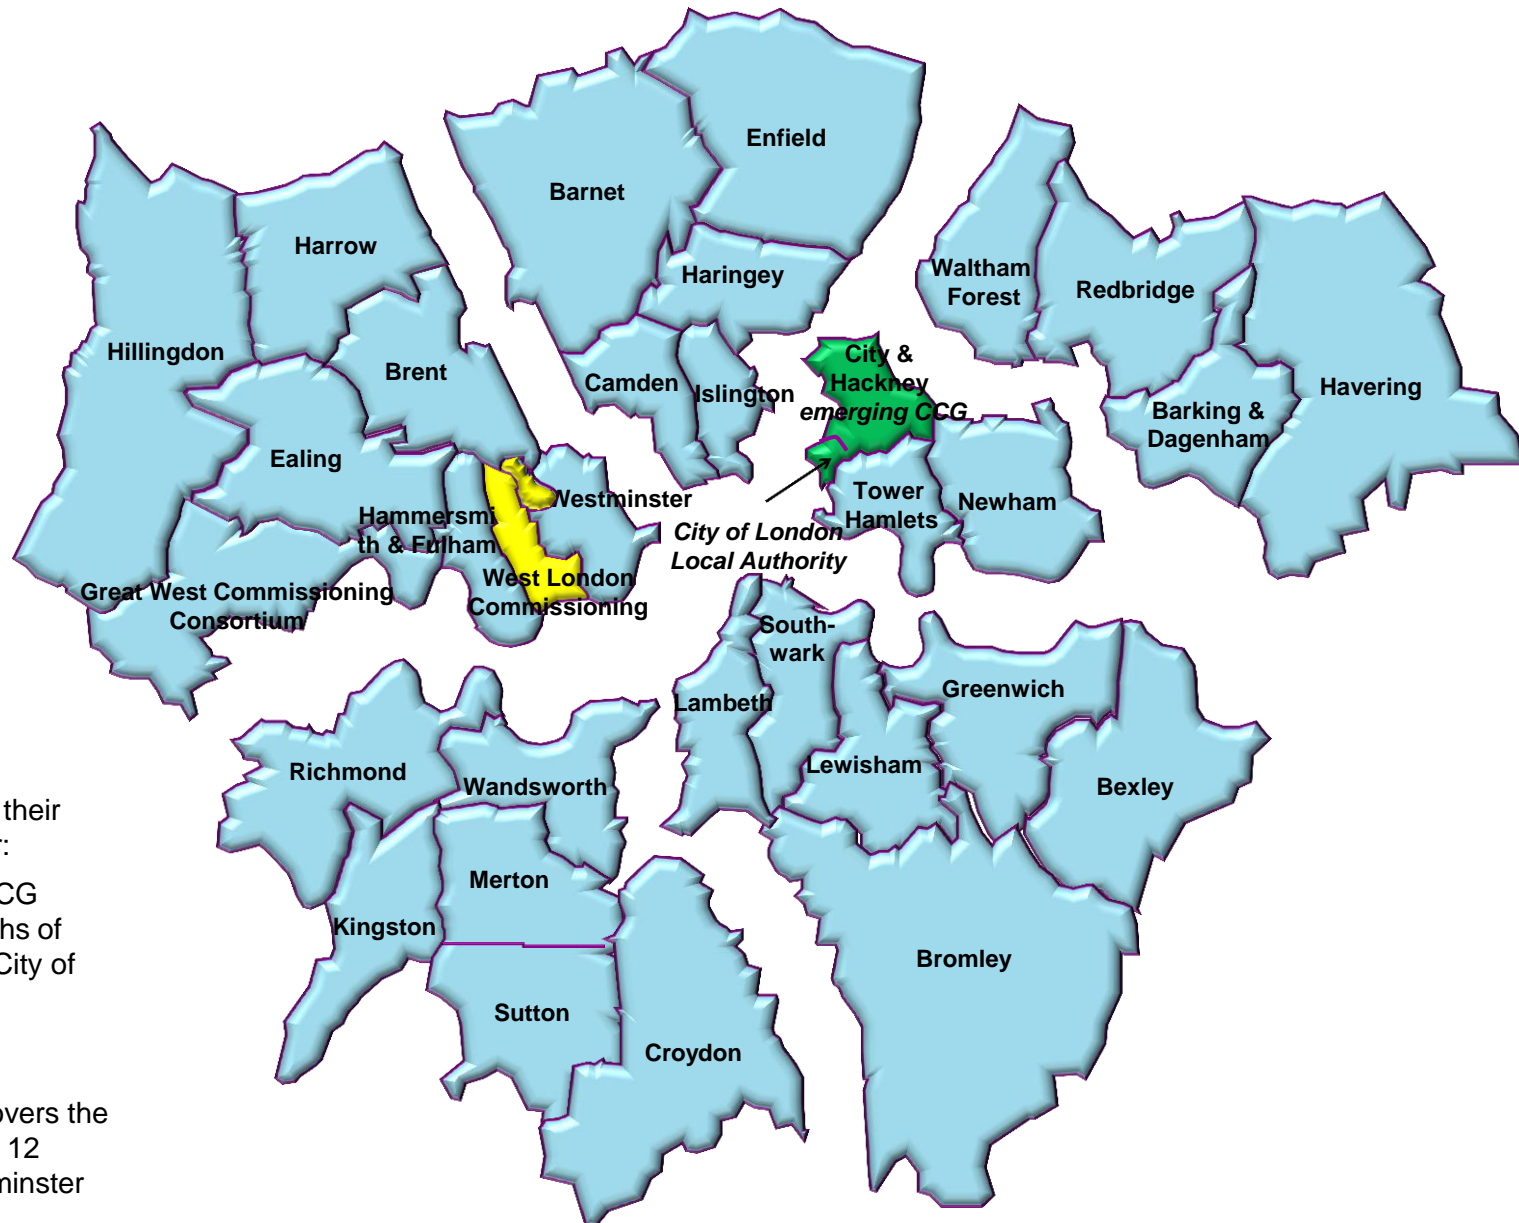 Enfield
Barnet
Harrow
Haringey
Waltham
Forest
Redbridge
Hillingdon
Brent
Camden
Islington
City &
Hackney
emerging CCG
Havering
Barking &
Dagenham
Ealing
Westminster
Tower
Hamlets
Newham
Hammersmi
th & Fulham
City of London
Local Authority
West London
Commissioning
Great West Commissioning
Consortium
South-
wark
Lambeth
Greenwich
Richmond
Wandsworth
Lewisham
Bexley
Merton
Kingston
Bromley
Sutton
Croydon
their
:
CG
hs of
City of
overs the
12
minster